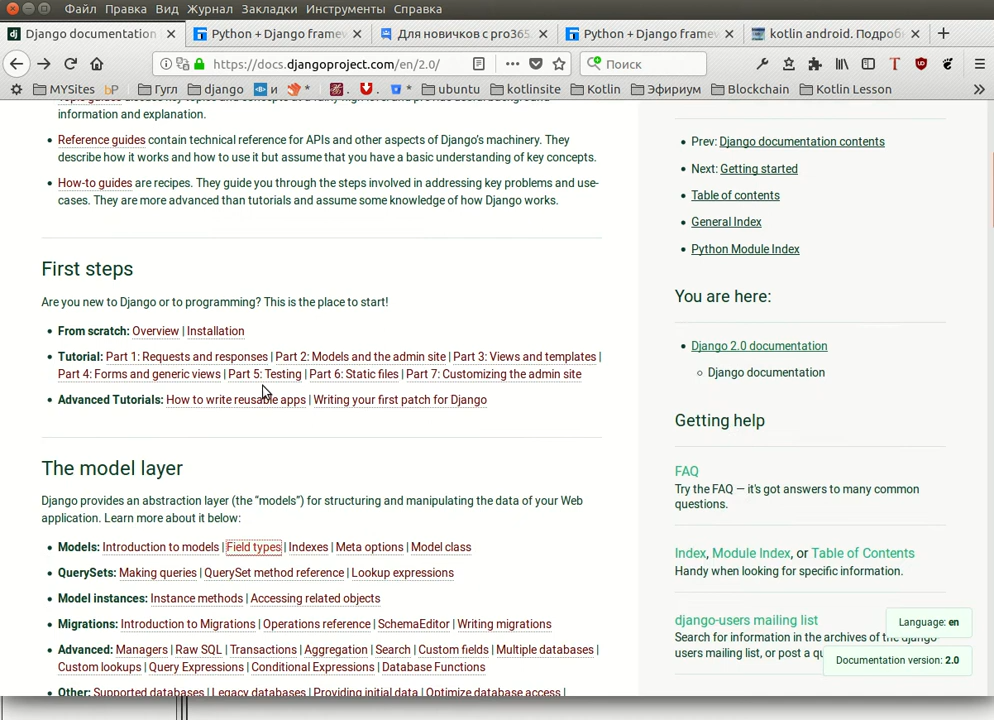 Файл Правка Вид Журнал Закладки Инструменты Справка
Django documentation
Python + Django framew
Для новичков с pro365.
Python + Django framew
kotlin android. Подроб
https://docs.djangoproject.com/en/2.0/
Поиск
MYSites
Гугл
django
и
ubuntu
kotlinsite
Kotlin
Эфириум
Blockchain
Kotlin Lesson
information and explanation.
Reference guides contain technical reference for APIs and other aspects of Django's machinery. They
describe how it works and how to use it but assume that you have a basic understanding of key concepts.
How-to guides are recipes. They guide you through the steps involved in addressing key problems and use-
cases. They are more advanced than tutorials and assume some knowledge of how Django works.
First steps
Are you new to Django or to programming? This is the place to start!
From scratch: Overview | Installation
Tutorial: Part 1: Requests and responses | Part 2: Models and the admin site | Part 3: Views and templates |
Part 4: Forms and generic views | Part 5: Testing | Part 6: Static files | Part 7: Customizing the admin site
Advanced Tutorials: How to write reusable apps | Writing your first patch for Django
The model layer
Django provides an abstraction layer (the “models”) for structuring and manipulating the data of your Web
application. Learn more about it below:
Models: Introduction to models | Field types | Indexes | Meta options | Model class
QuerySets: Making queries | QuerySet method reference | Lookup expressions
Model instances: Instance methods | Accessing related objects
Migrations: Introduction to Migrations | Operations reference | SchemaEditor | Writing migrations
Advanced: Managers | Raw SQL | Transactions | Aggregation | Search | Custom fields | Multiple databases |
Custom lookups | Query Expressions | Conditional Expressions | Database Functions
Other: Supported databases | Legacy databases | Providing initial data | Optimize database access |
Prev: Django documentation contents
Next: Getting started
Table of contents
General Index
Python Module Index
You are here:
Django 2.0 documentation
Django documentation
Getting help
FAQ
Try the FAQ — it's got answers to many common
questions.
Index, Module Index, or Table of Contents
Handy when looking for specific information.
django-users mailing list
Search for information in the archives of the django-
users mailing list, or post a qu
Language: en
Documentation version: 2.0